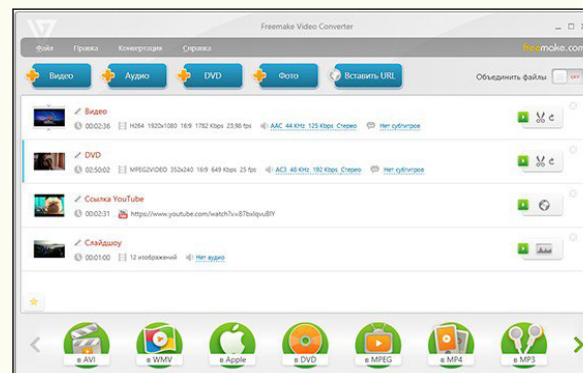 Freemake Video Converter
Файл Правка Конвертация Справка freemake.com
Видео Аудио DVD Фото Вставить URL Объединить файлы OFF
Видео
00:02:36 H264 1920x1080 16:9 1782 Kbps 23,98 fps AAC 44 KHz 125 Kbps Стерео Нет субтитров
DVD
02:50:02 MPEG2VIDEO 352x240 16:9 649 Kbps 25 fps AC3 48 KHz 192 Kbps Стерео Нет субтитров
Ссылка YouTube
00:02:31 https://www.youtube.com/watch?v=87bxlqvuBIY
Слайдшоу
00:01:00 12 изображений Нет аудио
в AVI в WMV в Apple в DVD в MPEG в MP4 в MP3